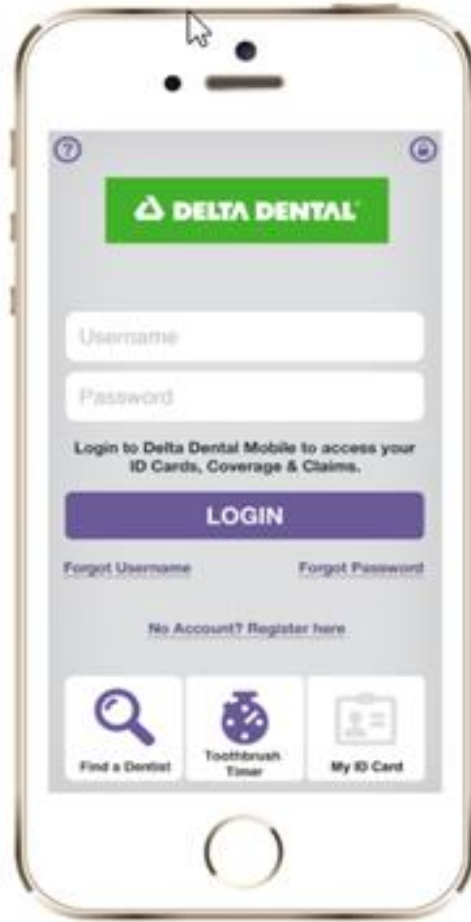 ?
DELTA DENTAL
Username
Password
Login to Delta Dental Mobile to access your
ID Cards, Coverage & Claims.
LOGIN
Forgot Username
Forgot Password
No Account? Register here
Find a Dentist
Toothbrush
Timer
My ID Card